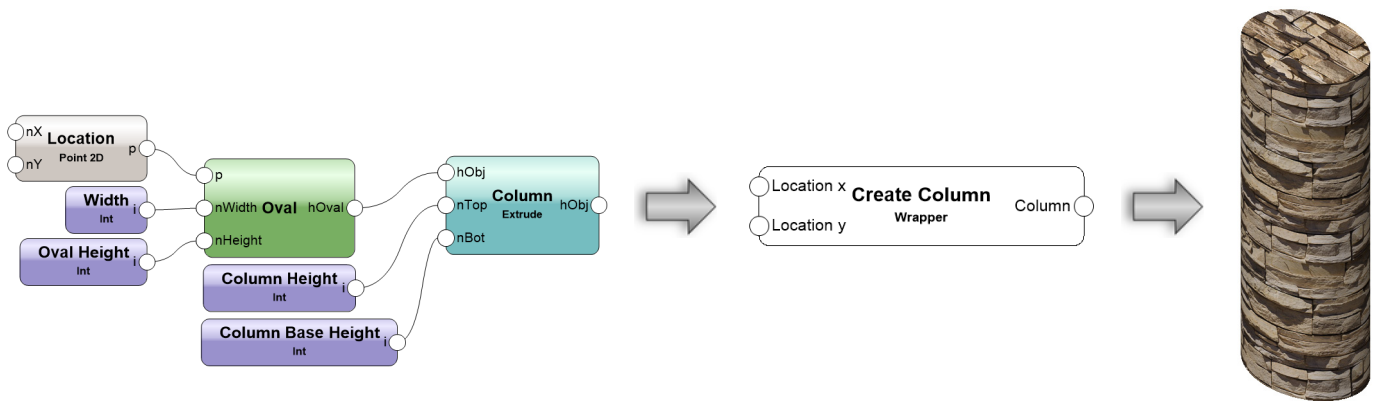 nX
Location
Point 2D
p
nY
Width
Int
i
Oval Height
Int
i
p
nWidth
Oval
hOval
nHeight
Column Height
Int
i
Column Base Height
Int
i
hObj
nTop
Column
Extrude
hObj
nBot
Location x
Create Column
Wrapper
Column
Location y